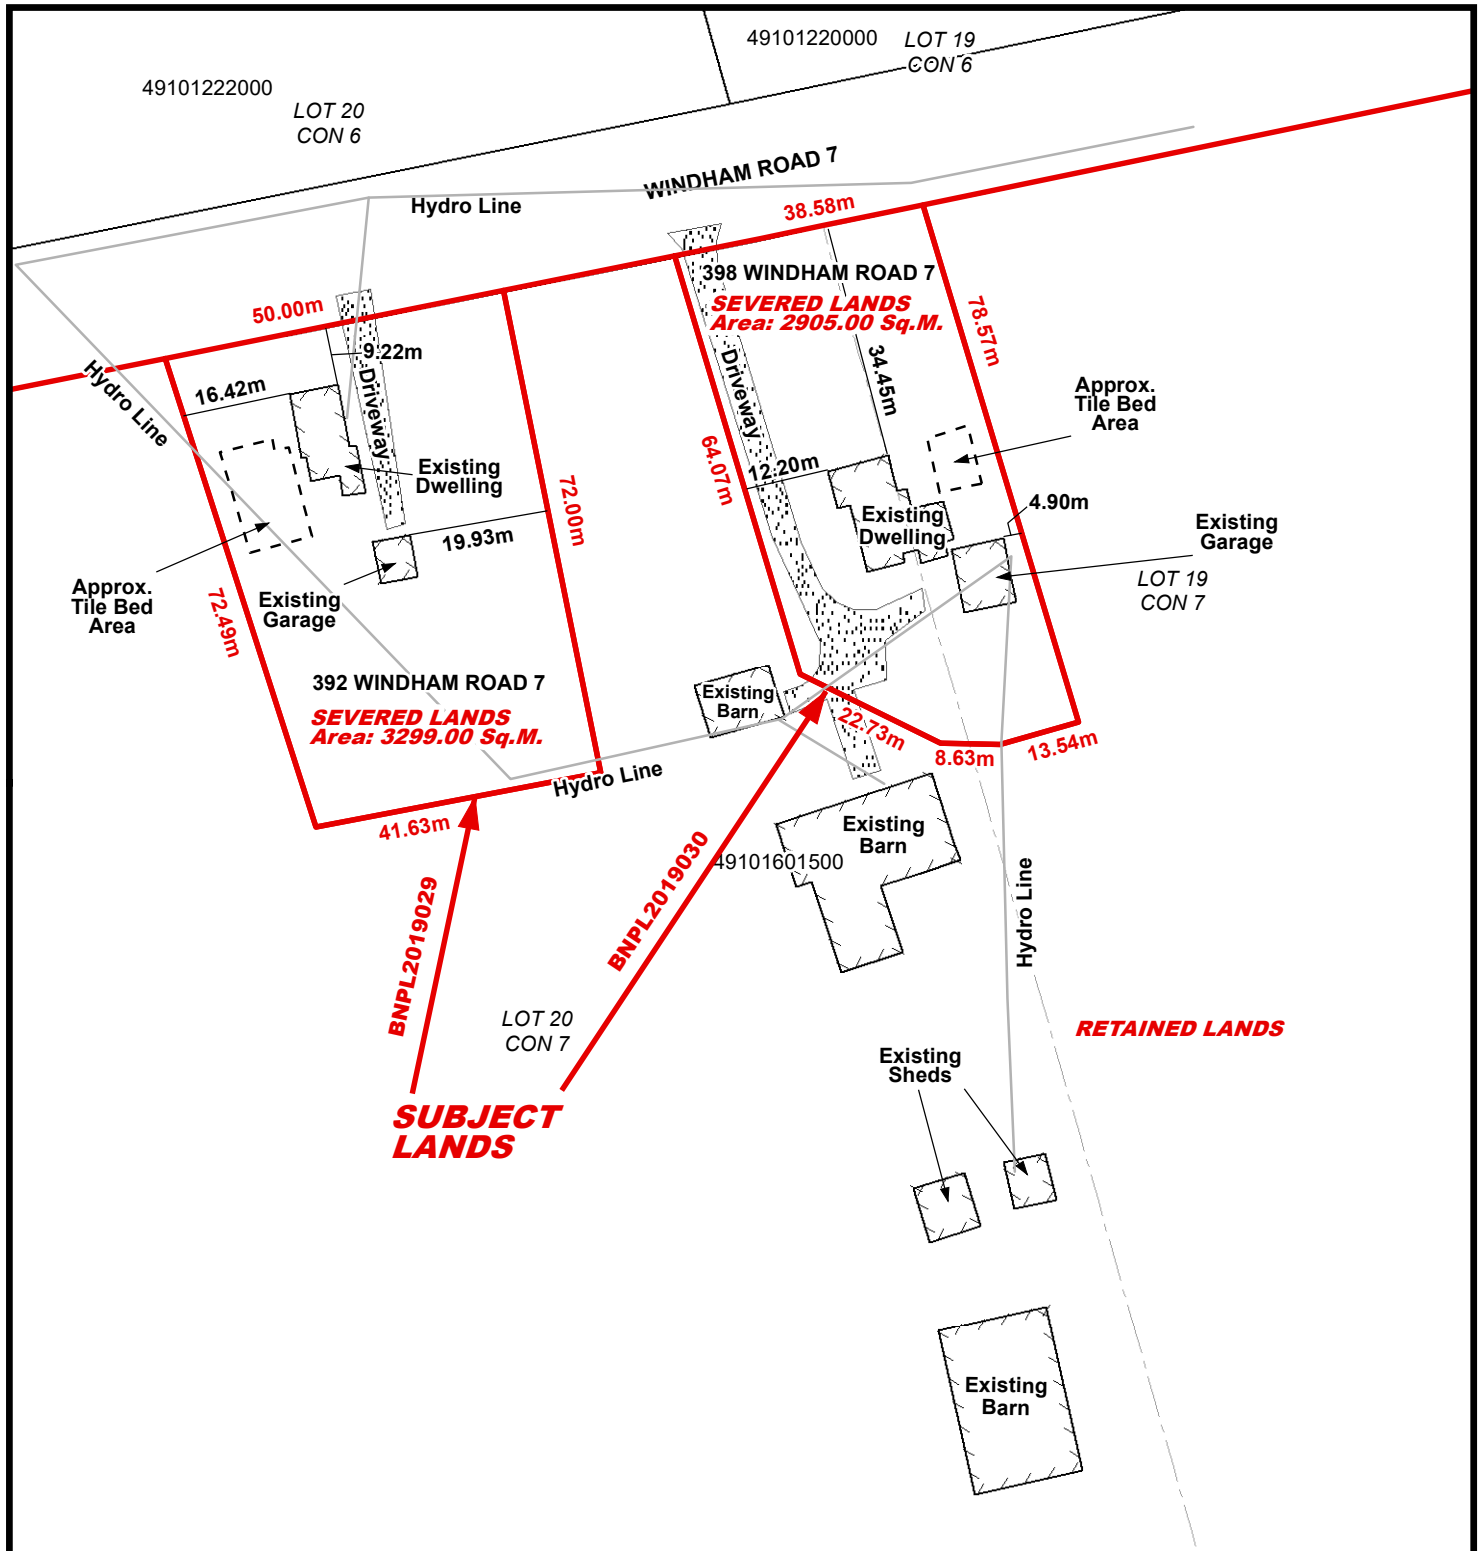 49101220000
LOT 19
CON 6
49101222000
LOT 20
CON 6
WINDHAM ROAD 7
Hydro Line
38.58m
50.00m
398 WINDHAM ROAD 7
SEVERED LANDS
Area: 2905.00 Sq.M.
78.57m
9.22m
Driveway
16.42m
Hydro Line
Driveway
34.45m
Approx.
Tile Bed
Area
64.07m
12.20m
Existing
Dwelling
72.00m
4.90m
Existing
Dwelling
Existing
Garage
19.93m
LOT 19
CON 7
Approx.
Tile Bed
Area
72.49m
Existing
Garage
392 WINDHAM ROAD 7
SEVERED LANDS
Area: 3299.00 Sq.M.
Existing
Barn
22.73m
8.63m
13.54m
Hydro Line
41.63m
Existing
Barn
49101601500
BNPL2019029
BNPL2019030
Hydro Line
LOT 20
CON 7
RETAINED LANDS
Existing
Sheds
SUBJECT
LANDS
Existing
Barn